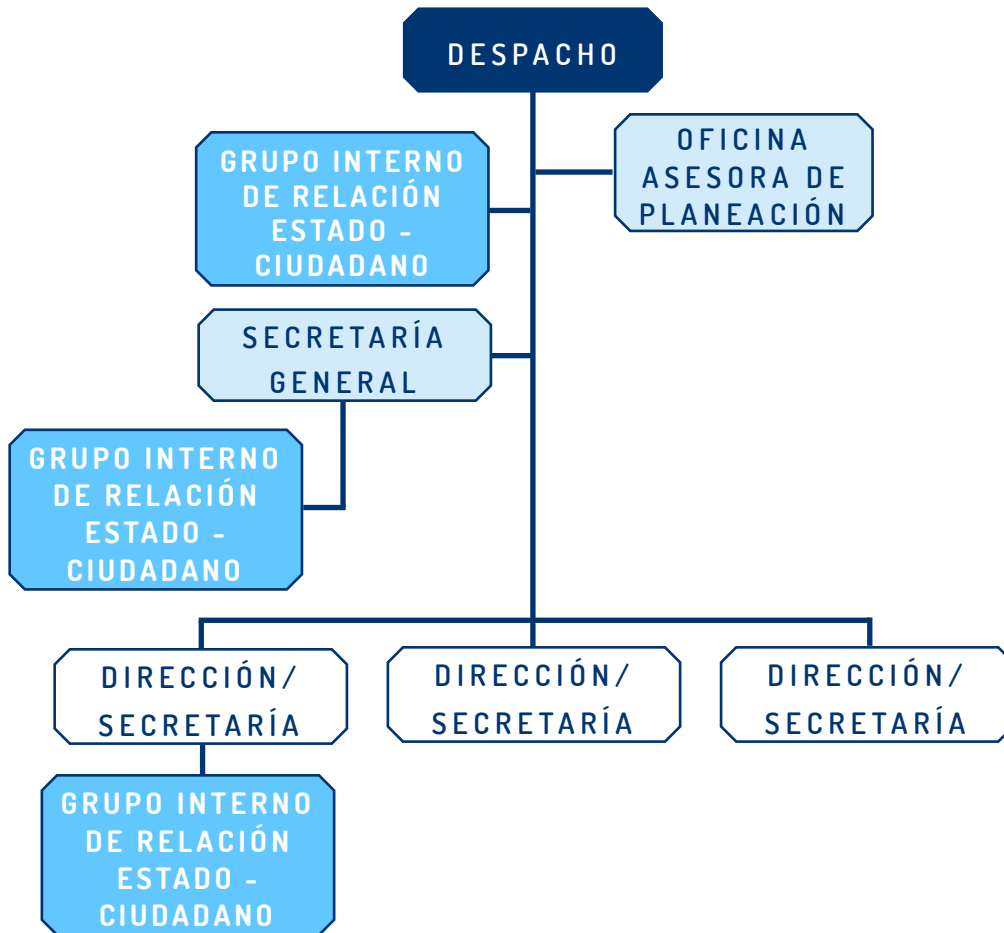 DESPACHO
OFICINA
ASESORA DE
PLANEACIÓN
GRUPO INTERNO
DE RELACIÓN
ESTADO -
CIUDADANO
SECRETARÍA
GENERAL
GRUPO INTERNO
DE RELACIÓN
ESTADO -
CIUDADANO
DIRECCIÓN/
SECRETARÍA
DIRECCIÓN/
SECRETARÍA
DIRECCIÓN/
SECRETARÍA
GRUPO INTERNO
DE RELACIÓN
ESTADO -
CIUDADANO